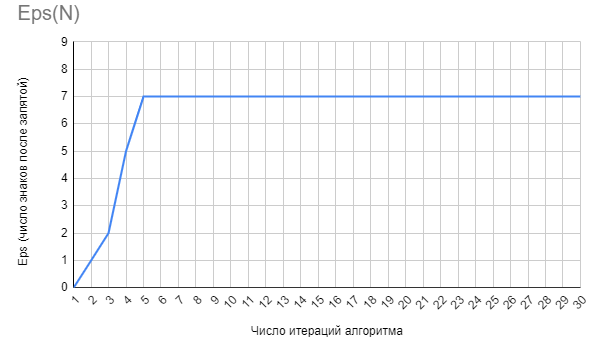 Eps(N)
9
8
7
6
5
4
3
2
1
0
Eps (число знаков после запятой)
1 2 3 4 5 6 7 8 9 10 11 12 13 14 15 16 17 18 19 20 21 22 23 24 25 26 27 28 29 30
Число итераций алгоритма